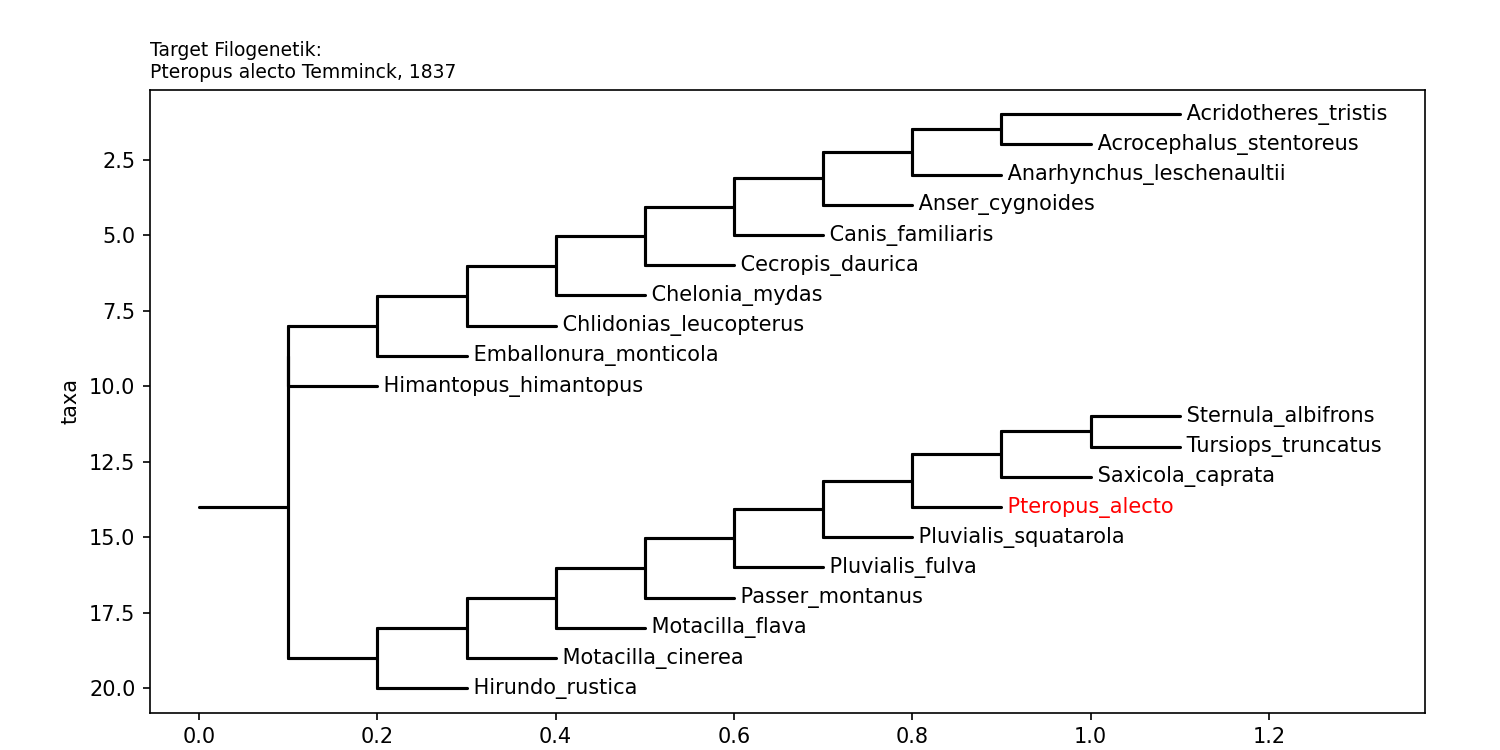 Target Filogenetik:
Pteropus alecto Temminck, 1837
Acridotheres_tristis
Acrocephalus_stentoreus
2.5
Anarhynchus_leschenaultii
Anser_cygnoides
5.0
Canis_familiaris
Cecropis_daurica
Chelonia_mydas
7.5
Chlidonias_leucopterus
Emballonura_monticola
taxa
10.0
Himantopus_himantopus
Sternula_albifrons
Tursiops_truncatus
12.5
Saxicola_caprata
Pteropus_alecto
15.0
Pluvialis_squatarola
Pluvialis_fulva
Passer_montanus
17.5
Motacilla_flava
Motacilla_cinerea
20.0
Hirundo_rustica
0.0 0.2 0.4 0.6 0.8 1.0 1.2